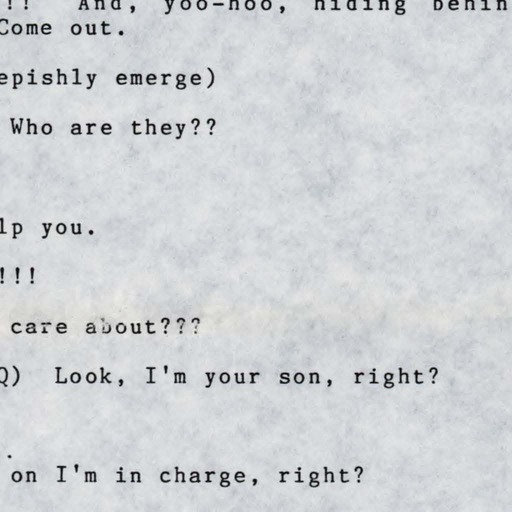 !! And, yoo-hoo, hiding behin
Come out.
epishly emerge)
Who are they??
lp you.
!!!
care about???
Q) Look, I'm your son, right?
.
on I'm in charge, right?